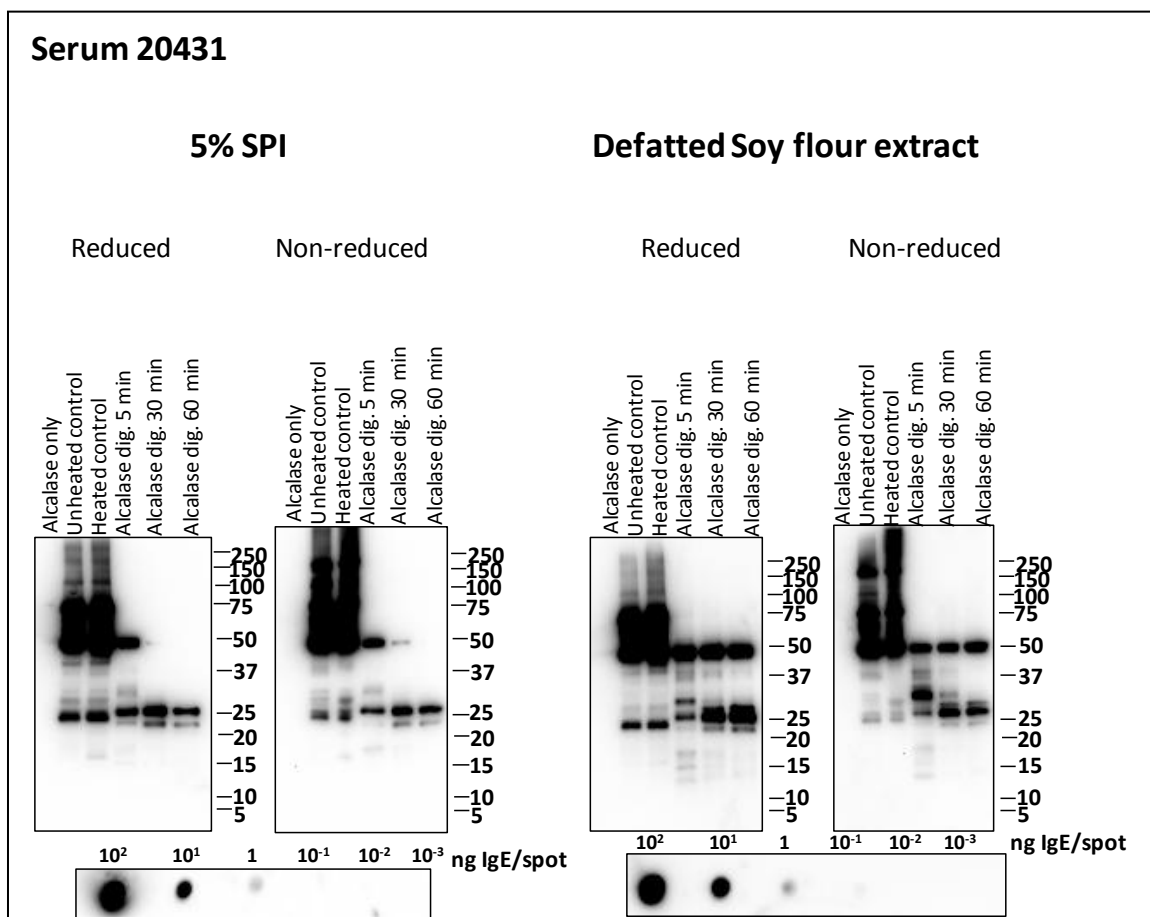 Serum 20431
5% SPI
Defatted Soy flour extract
Reduced
Non-reduced
Reduced
Non-reduced
Alcalase only
Unheated control
Heated control
Alcalase dig. 5 min
Alcalase dig. 30 min
Alcalase dig. 60 min
Alcalase only
Unheated control
Heated control
Alcalase dig. 5 min
Alcalase dig. 30 min
Alcalase dig. 60 min
Alcalase only
Unheated control
Heated control
Alcalase dig. 5 min
Alcalase dig. 30 min
Alcalase dig. 60 min
Alcalase only
Unheated control
Heated control
Alcalase dig. 5 min
Alcalase dig. 30 min
Alcalase dig. 60 min
250
150
100
75
50
37
25
20
15
10
5
250
150
100
75
50
37
25
20
15
10
5
250
150
100
75
50
37
25
20
15
10
5
250
150
100
75
50
37
25
20
15
10
5
10² 10¹ 1 10⁻¹ 10⁻² 10⁻³ ng IgE/spot
10² 10¹ 1 10⁻¹ 10⁻² 10⁻³ ng IgE/spot